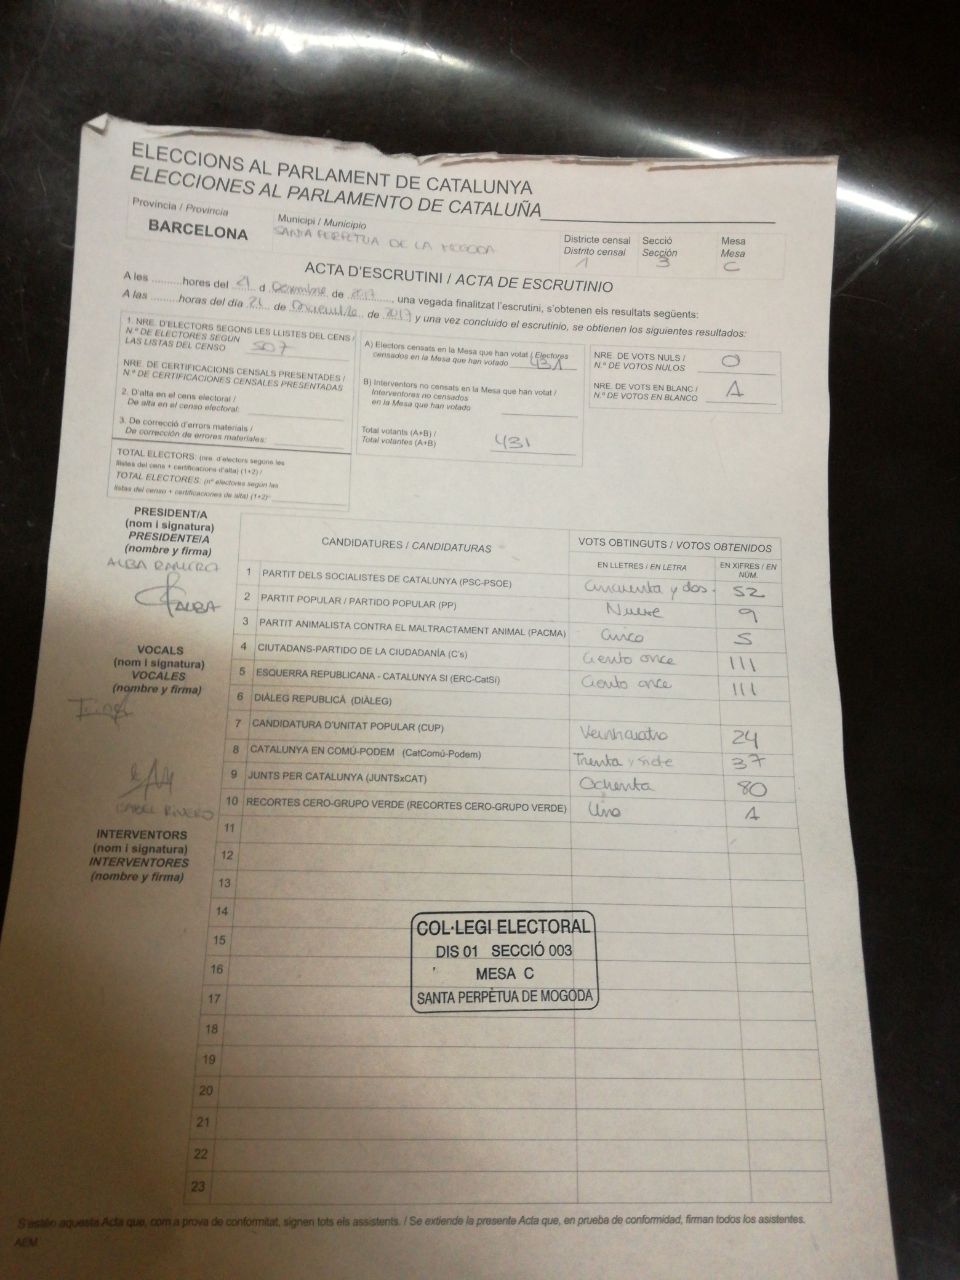 ELECCIONS AL PARLAMENT DE CATALUNYA
ELECCIONES AL PARLAMENTO DE CATALUÑA
Provincia / Provincia
BARCELONA
Municipi / Municipio
SANTA PERPETUA DE LA MOGODA
Districte censal
Distrito censal
1
Secció
Sección
3
Mesa
Mesa
C
ACTA D'ESCRUTINI / ACTA DE ESCRUTINIO
A les ..........hores del 21 d Desembre de 2017, una vegada finalitzat l'escrutini, s'obtenen els resultats següents:
A las ..........horas del día 21 de Diciembre de 2017 y una vez concluido el escrutinio, se obtienen los siguientes resultados:
1. NRE. D'ELECTORS SEGONS LES LLISTES DEL CENS /
N.º DE ELECTORES SEGÚN
LAS LISTAS DEL CENSO 507
NRE. DE CERTIFICACIONS CENSALS PRESENTADES /
N.º DE CERTIFICACIONES CENSALES PRESENTADAS
2. D'alta en el cens electoral /
De alta en el censo electoral:
3. De correcció d'errors materials /
De corrección de errores materiales:
TOTAL ELECTORS: (nre. d'electors segons les
llistes del cens + certificacions d'alta) (1+2) /
TOTAL ELECTORES: (nº electores según las
listas del censo + certificaciones de alta) (1+2):
A) Electors censats en la Mesa que han votat / Electores
censados en la Mesa que han votado 431
B) Interventors no censats en la Mesa que han votat /
Interventores no censados
en la Mesa que han votado
Total votants (A+B) /
Total votantes (A+B) 431
NRE. DE VOTS NULS /
N.º DE VOTOS NULOS 0
NRE. DE VOTS EN BLANC /
N.º DE VOTOS EN BLANCO 1
PRESIDENT/A
(nom i signatura)
PRESIDENTE/A
(nombre y firma)
ALBA RAMERO
ALBA
VOCALS
(nom i signatura)
VOCALES
(nombre y firma)
RIVERO
INTERVENTORS
(nom i signatura)
INTERVENTORES
(nombre y firma)
CANDIDATURES / CANDIDATURAS
VOTS OBTINGUTS / VOTOS OBTENIDOS
EN LLETRES / EN LETRA
EN XIFRES / EN NÚM.
1 PARTIT DELS SOCIALISTES DE CATALUNYA (PSC-PSOE) Cincuenta y dos. 52
2 PARTIT POPULAR / PARTIDO POPULAR (PP) Nueve 9
3 PARTIT ANIMALISTA CONTRA EL MALTRACTAMENT ANIMAL (PACMA) Cinco 5
4 CIUTADANS-PARTIDO DE LA CIUDADANÍA (C's) Ciento once 111
5 ESQUERRA REPUBLICANA - CATALUNYA SI (ERC-CatSí) Ciento once 111
6 DIÀLEG REPUBLICÀ (DIÀLEG)
7 CANDIDATURA D'UNITAT POPULAR (CUP) Veinticuatro 24
8 CATALUNYA EN COMÚ-PODEM (CatComú-Podem) Trenta y siete 37
9 JUNTS PER CATALUNYA (JUNTSxCAT) Ochenta 80
10 RECORTES CERO-GRUPO VERDE (RECORTES CERO-GRUPO VERDE) Uno 1
11
12
13
14
15
16
17
18
19
20
21
22
23
COL·LEGI ELECTORAL
DIS 01 SECCIÓ 003
MESA C
SANTA PERPÈTUA DE MOGODA
S'estén aquesta Acta que, com a prova de conformitat, signen tots els assistents. / Se extiende la presente Acta que, en prueba de conformidad, firman todos los asistentes.
AEM